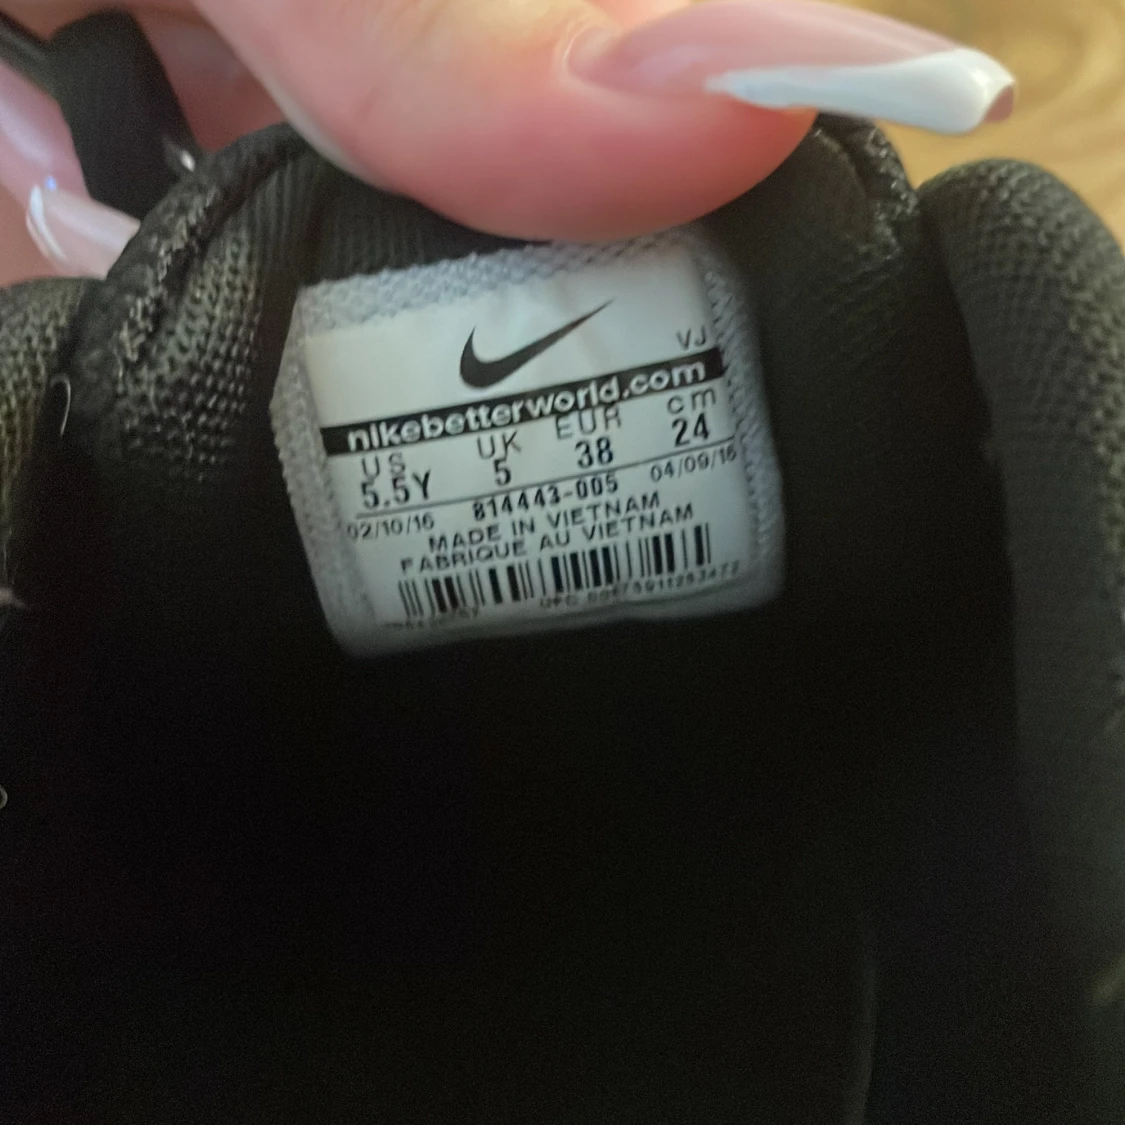 VJ
nikebetterworld.com
US UK EUR cm
5.5Y 5 38 24
02/10/16 814443-005 04/09/16
MADE IN VIETNAM
FABRIQUE AU VIETNAM
UPC